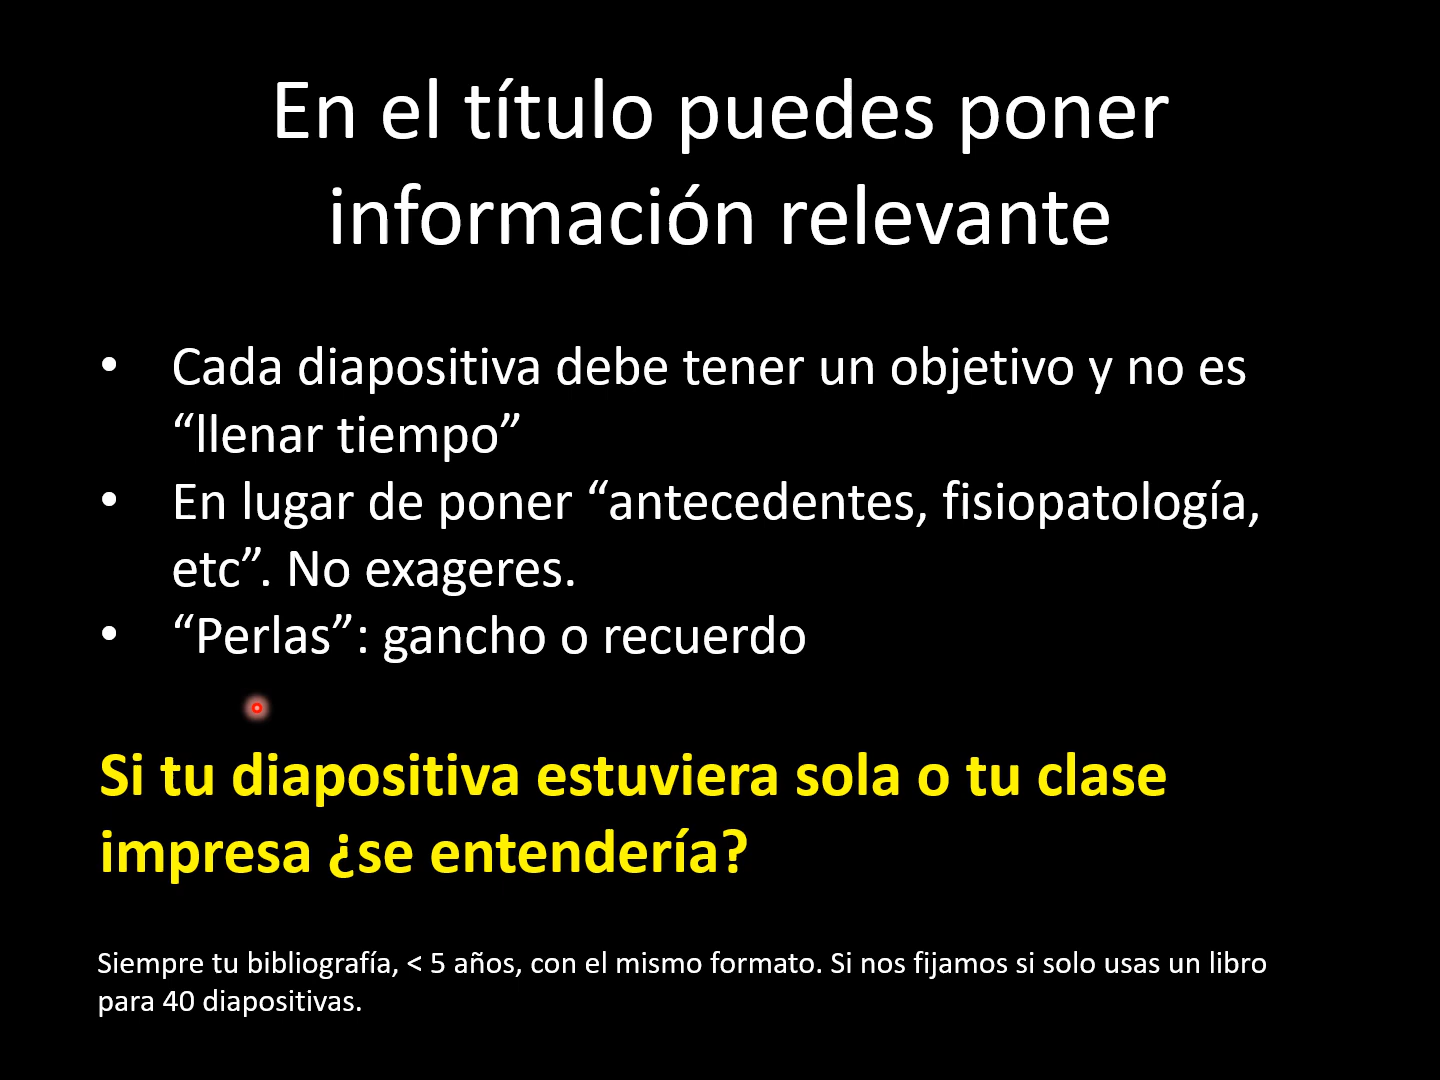 En el título puedes poner
información relevante
• Cada diapositiva debe tener un objetivo y no es
“llenar tiempo”
• En lugar de poner “antecedentes, fisiopatología,
etc”. No exageres.
• “Perlas”: gancho o recuerdo
Si tu diapositiva estuviera sola o tu clase
impresa ¿se entendería?
Siempre tu bibliografía, < 5 años, con el mismo formato. Si nos fijamos si solo usas un libro
para 40 diapositivas.